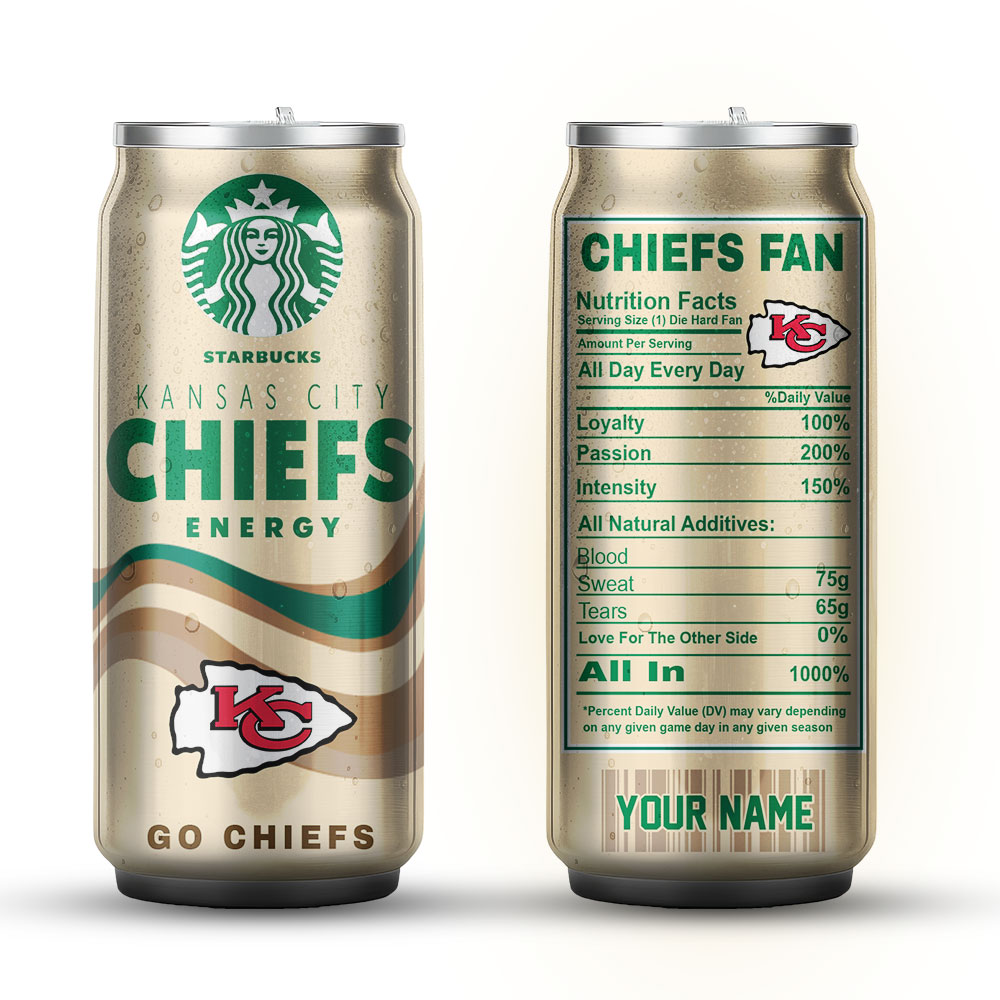 STARBUCKS
KANSAS CITY
CHIEFS
ENERGY
KC
GO CHIEFS
CHIEFS FAN
Nutrition Facts
Serving Size (1) Die Hard Fan
KC
Amount Per Serving
All Day Every Day
%Daily Value
Loyalty 100%
Passion 200%
Intensity 150%
All Natural Additives:
Blood
Sweat 75g
Tears 65g
Love For The Other Side 0%
All In 1000%
*Percent Daily Value (DV) may vary depending
on any given game day in any given season
YOUR NAME